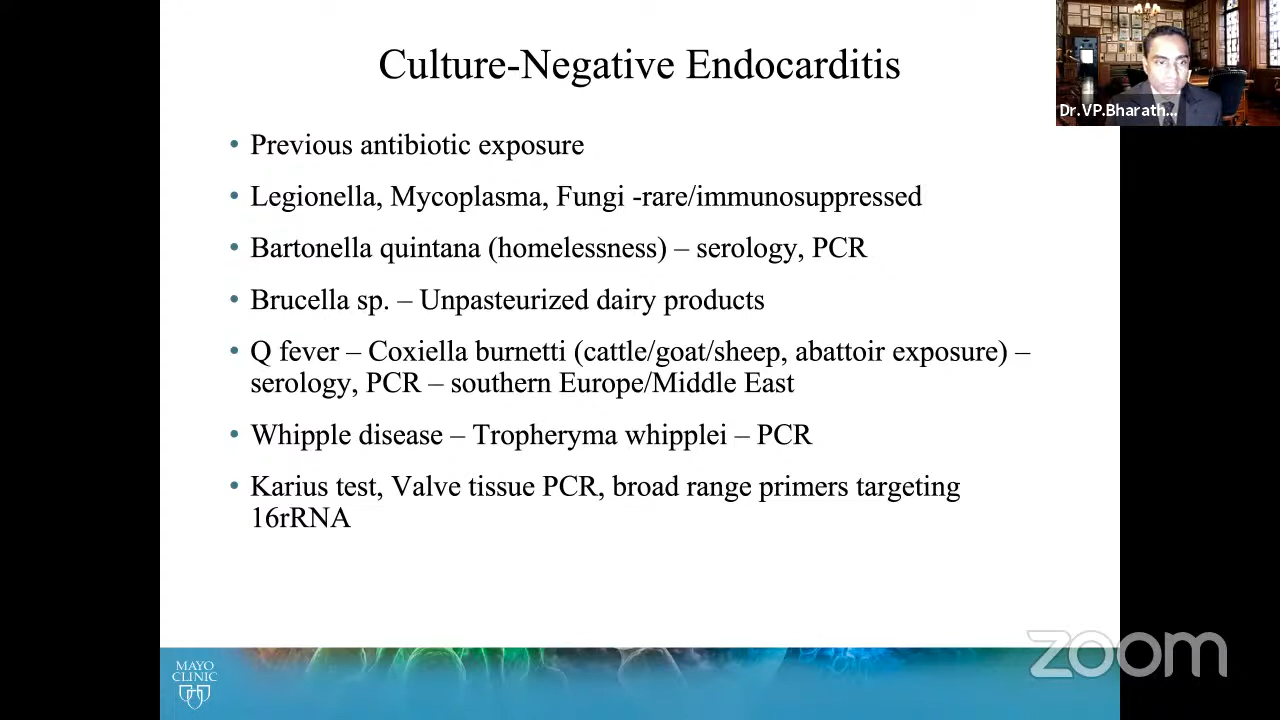 Culture-Negative Endocarditis
Dr.VP.Bharath...
• Previous antibiotic exposure
• Legionella, Mycoplasma, Fungi -rare/immunosuppressed
• Bartonella quintana (homelessness) – serology, PCR
• Brucella sp. – Unpasteurized dairy products
• Q fever – Coxiella burnetti (cattle/goat/sheep, abattoir exposure) –
serology, PCR – southern Europe/Middle East
• Whipple disease – Tropheryma whipplei – PCR
• Karius test, Valve tissue PCR, broad range primers targeting
16rRNA
zoom
MAYO
CLINIC